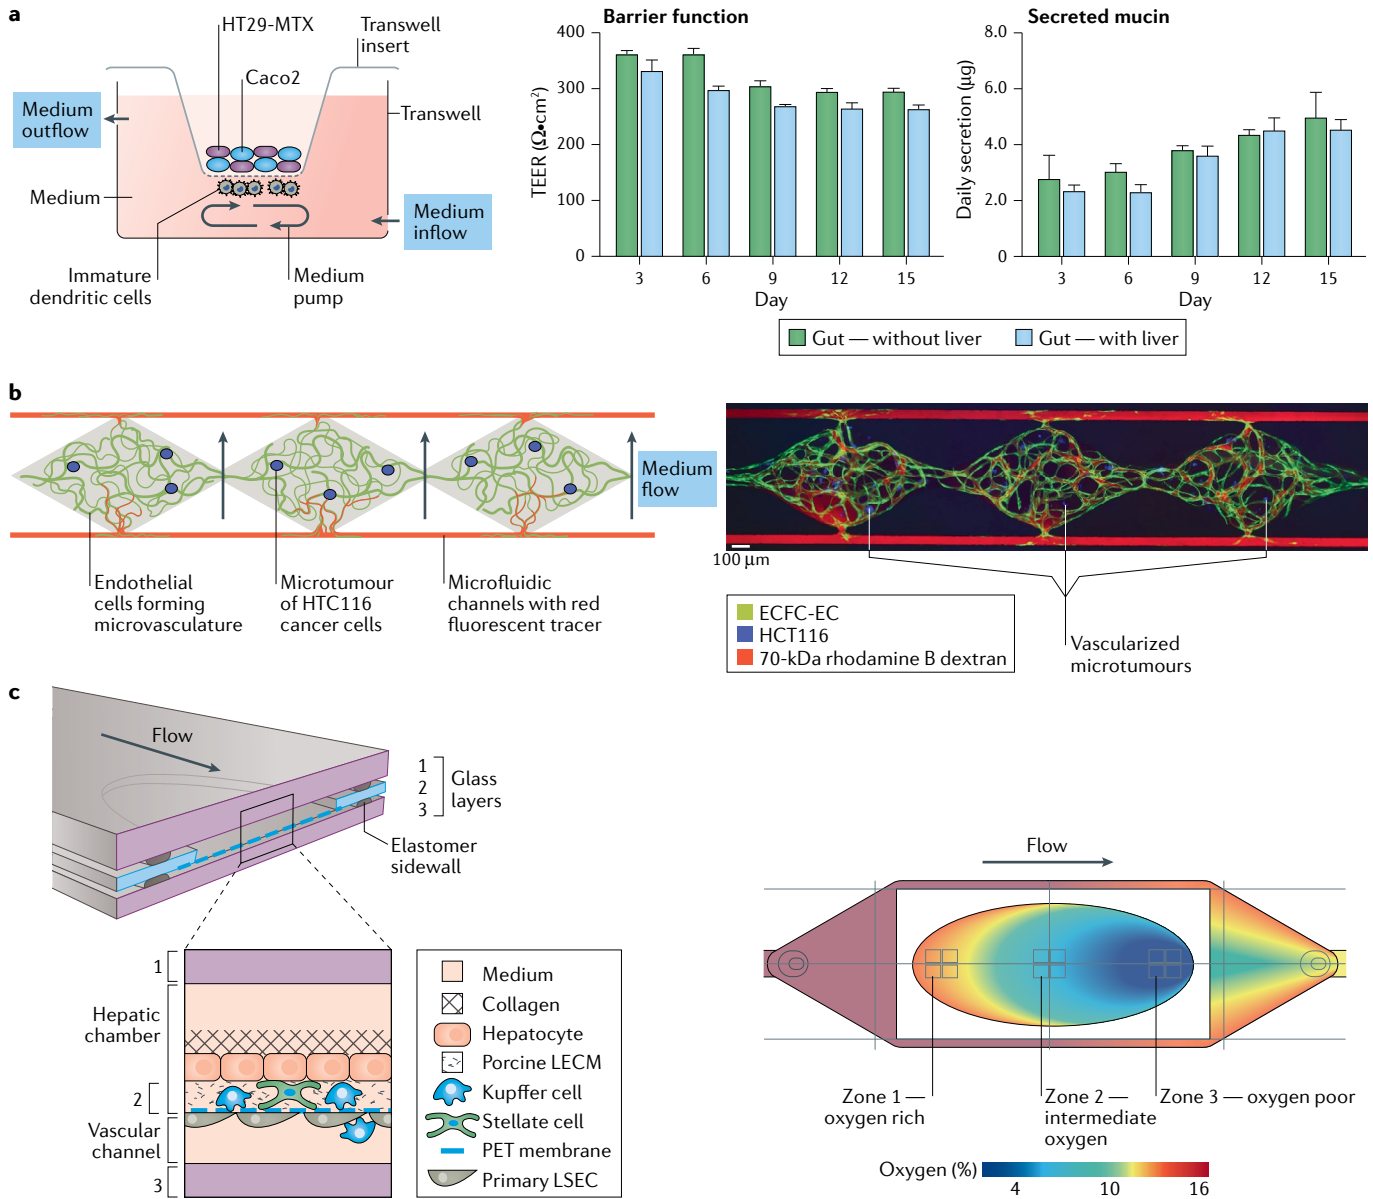 a
HT29-MTX
Transwell
insert
Caco2
Medium
outflow
Transwell
Medium
Medium
inflow
Immature
dendritic cells
Medium
pump
Barrier function
TEER (Ω•cm²)
400
300
200
100
0
3 6 9 12 15
Day
Secreted mucin
Daily secretion (µg)
8.0
6.0
4.0
2.0
0
3 6 9 12 15
Day
Gut — without liver
Gut — with liver
b
Medium
flow
Endothelial
cells forming
microvasculature
Microtumour
of HTC116
cancer cells
Microfluidic
channels with red
fluorescent tracer
100 µm
ECFC-EC
HCT116
70-kDa rhodamine B dextran
Vascularized
microtumours
c
Flow
1
2
3
Glass
layers
Elastomer
sidewall
1
Hepatic
chamber
2
Vascular
channel
3
Medium
Collagen
Hepatocyte
Porcine LECM
Kupffer cell
Stellate cell
PET membrane
Primary LSEC
Flow
Zone 1 —
oxygen rich
Zone 2 —
intermediate
oxygen
Zone 3 — oxygen poor
Oxygen (%)
4 10 16